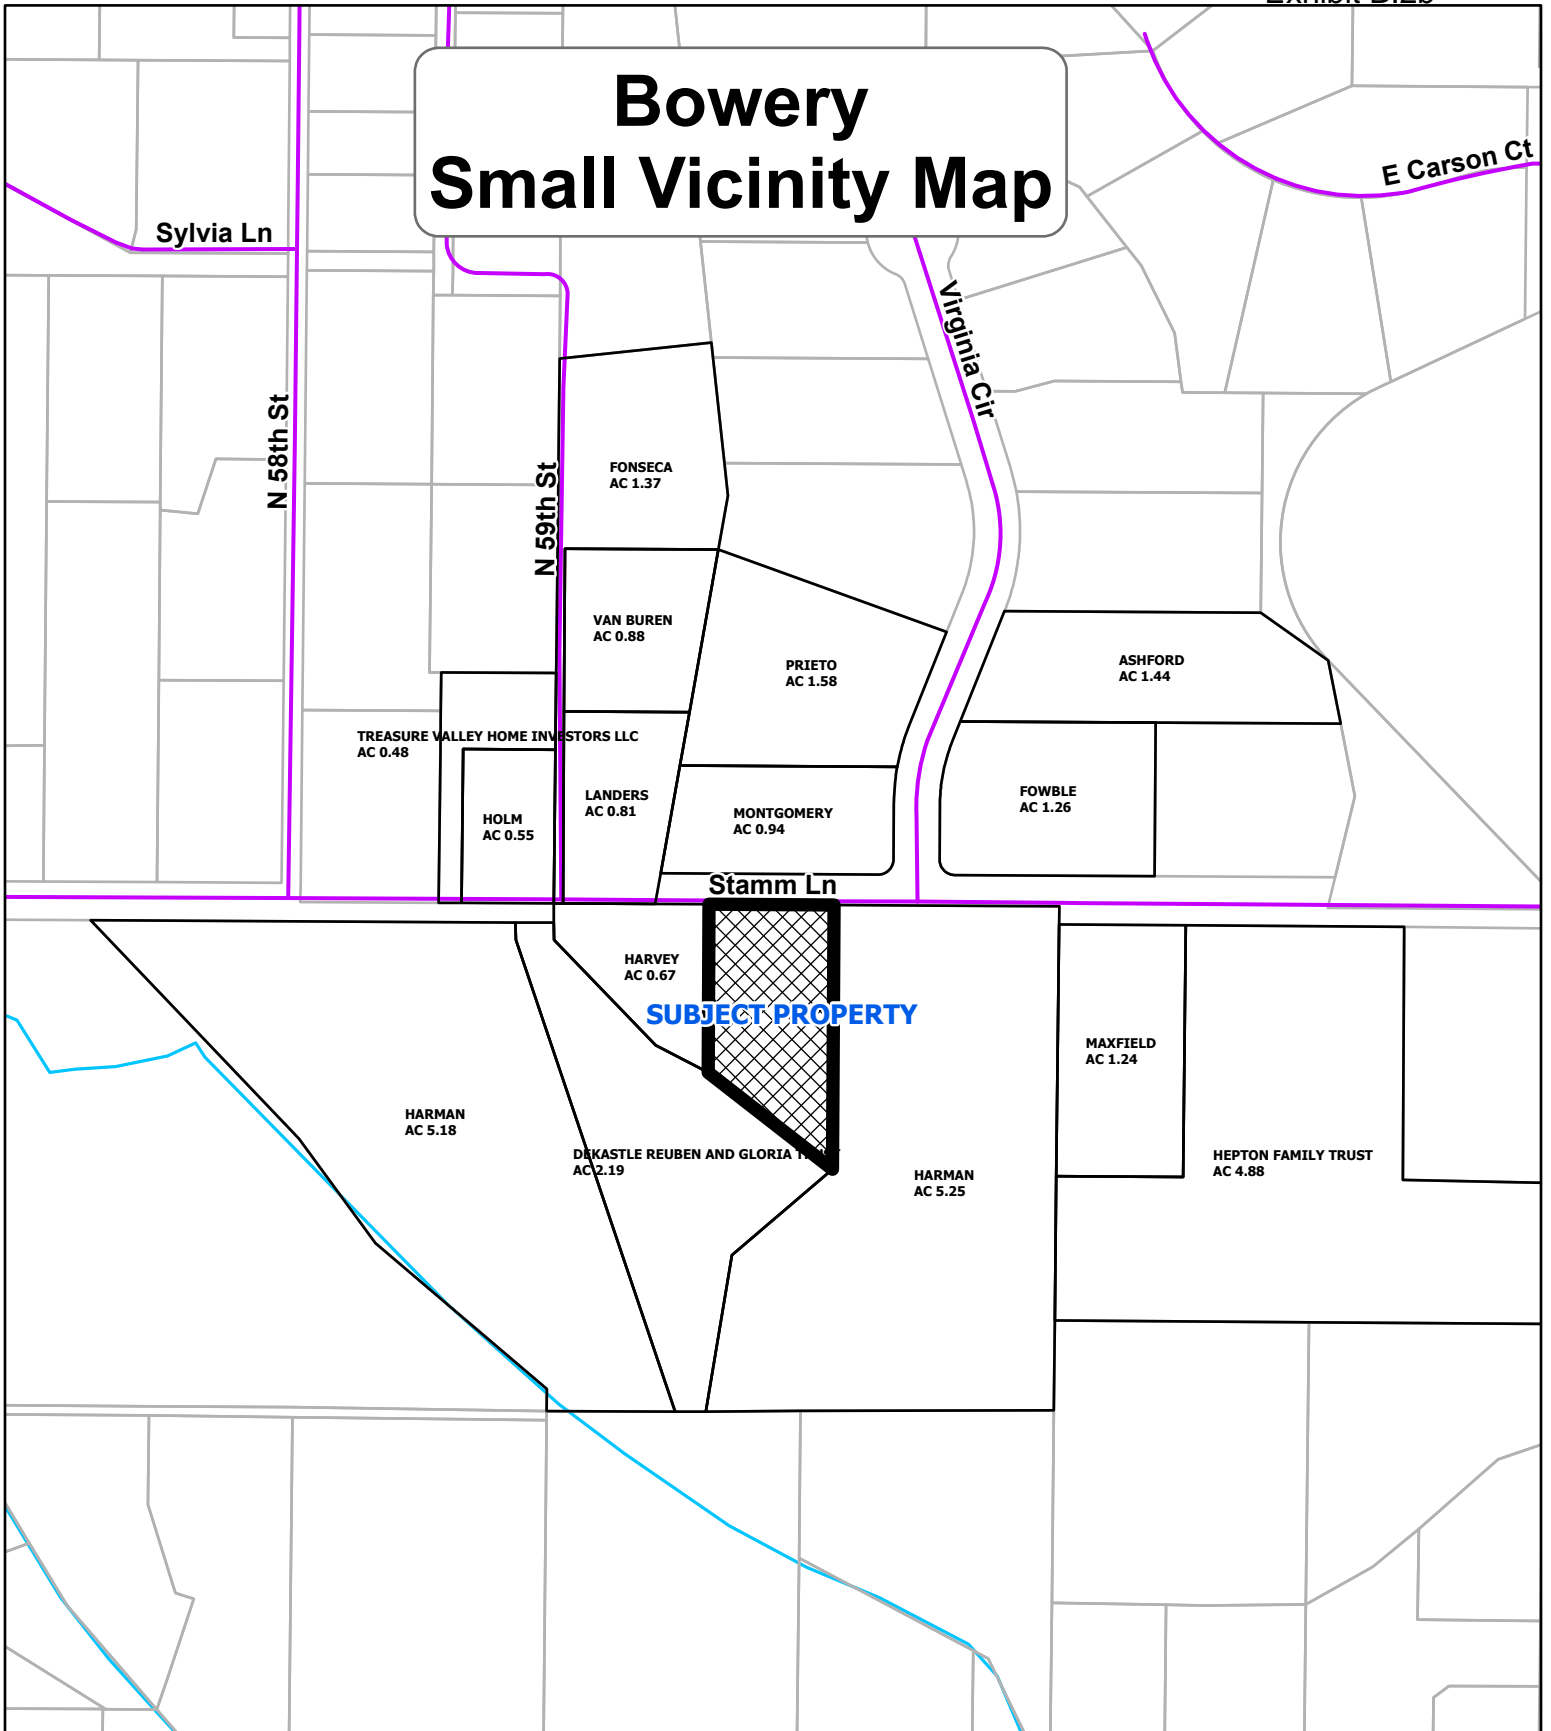 Bowery
Small Vicinity Map
E Carson Ct
Sylvia Ln
Virginia Cir
N 58th St
N 59th St
FONSECA
AC 1.37
VAN BUREN
AC 0.88
PRIETO
AC 1.58
ASHFORD
AC 1.44
TREASURE VALLEY HOME INVESTORS LLC
AC 0.48
LANDERS
AC 0.81
HOLM
AC 0.55
MONTGOMERY
AC 0.94
FOWBLE
AC 1.26
Stamm Ln
HARVEY
AC 0.67
SUBJECT PROPERTY
MAXFIELD
AC 1.24
HARMAN
AC 5.18
DEKASTLE REUBEN AND GLORIA
AC 2.19
HARMAN
AC 5.25
HEPTON FAMILY TRUST
AC 4.88